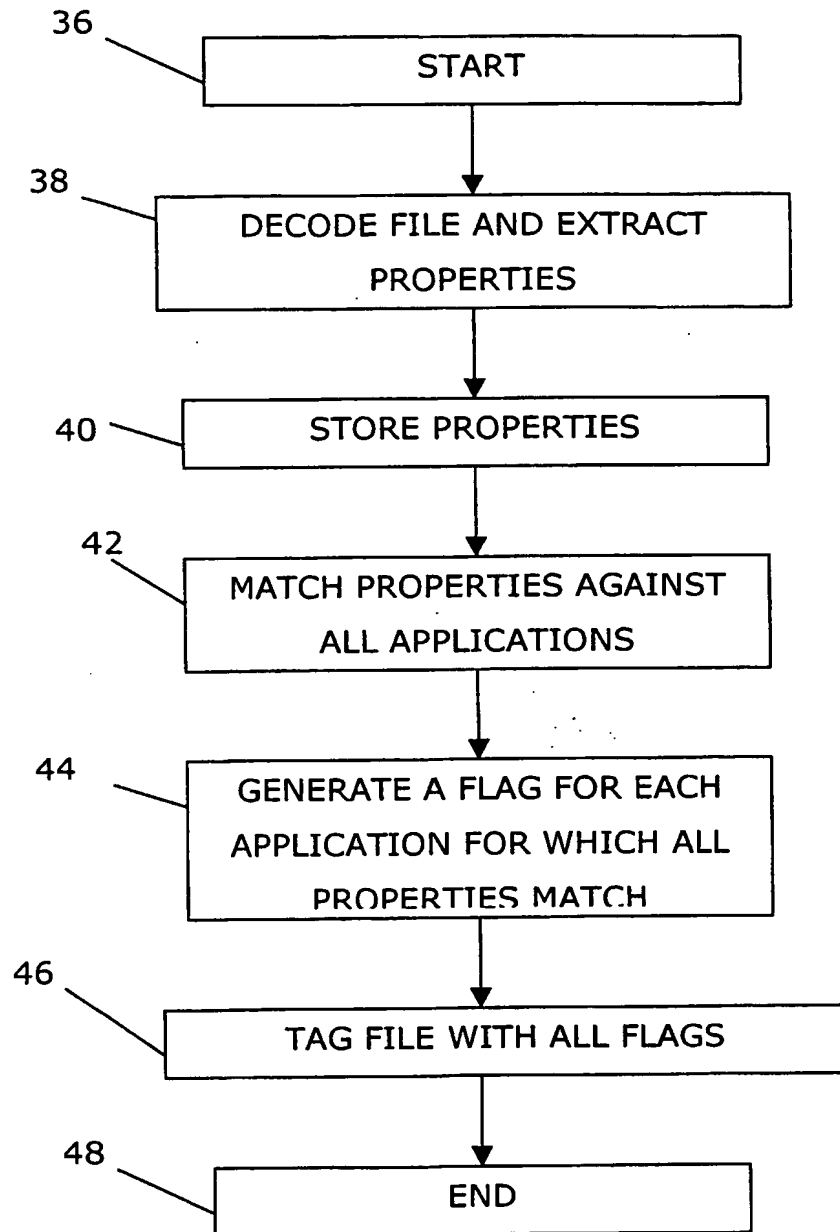 36
START
38
DECODE FILE AND EXTRACT
PROPERTIES
40
STORE PROPERTIES
42
MATCH PROPERTIES AGAINST
ALL APPLICATIONS
44
GENERATE A FLAG FOR EACH
APPLICATION FOR WHICH ALL
PROPERTIES MATCH
46
TAG FILE WITH ALL FLAGS
48
END